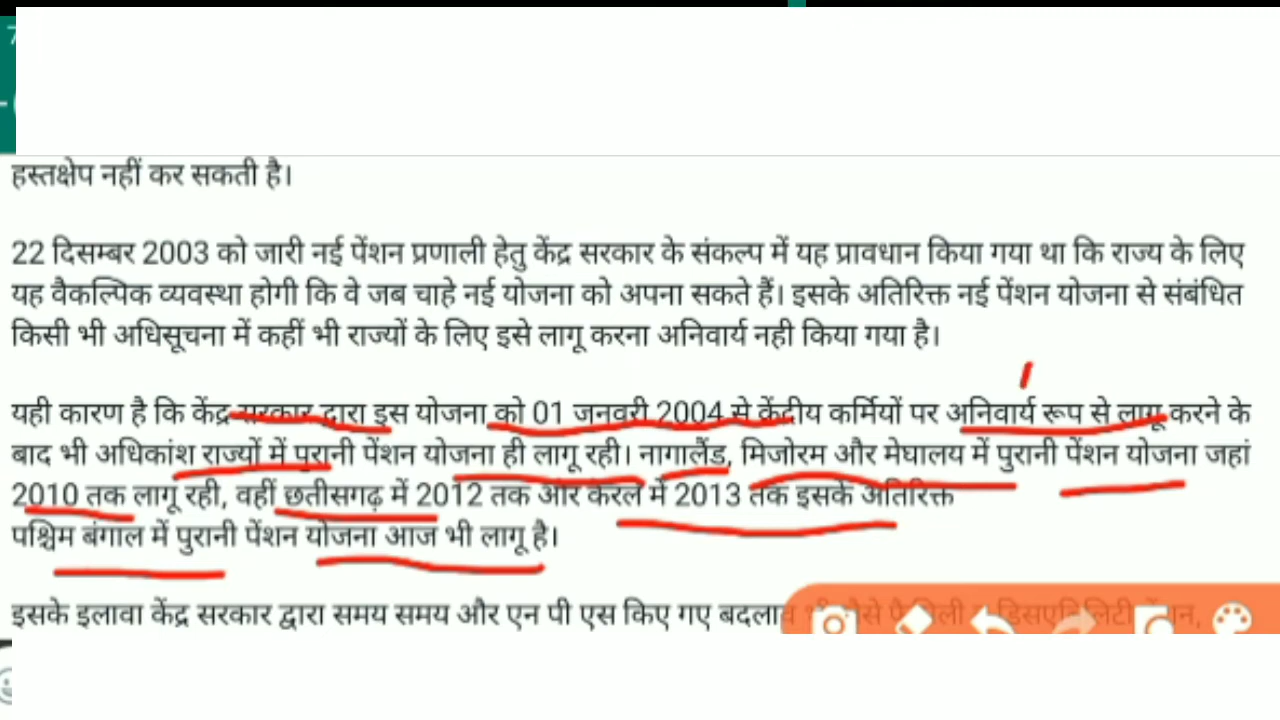 हस्तक्षेप नहीं कर सकती है।
22 दिसम्बर 2003 को जारी नई पेंशन प्रणाली हेतु केंद्र सरकार के संकल्प में यह प्रावधान किया गया था कि राज्य के लिए
यह वैकल्पिक व्यवस्था होगी कि वे जब चाहे नई योजना को अपना सकते हैं। इसके अतिरिक्त नई पेंशन योजना से संबंधित
किसी भी अधिसूचना में कहीं भी राज्यों के लिए इसे लागू करना अनिवार्य नही किया गया है।
यही कारण है कि केंद्र सरकार द्वारा इस योजना को 01 जनवरी 2004 से केंद्रीय कर्मियों पर अनिवार्य रूप से लागू करने के
बाद भी अधिकांश राज्यों में पुरानी पेंशन योजना ही लागू रही। नागालैंड, मिजोरम और मेघालय में पुरानी पेंशन योजना जहां
2010 तक लागू रही, वहीं छतीसगढ़ में 2012 तक और केरल में 2013 तक इसके अतिरिक्त
पश्चिम बंगाल में पुरानी पेंशन योजना आज भी लागू है।
इसके इलावा केंद्र सरकार द्वारा समय समय और एन पी एस किए गए बदलाव